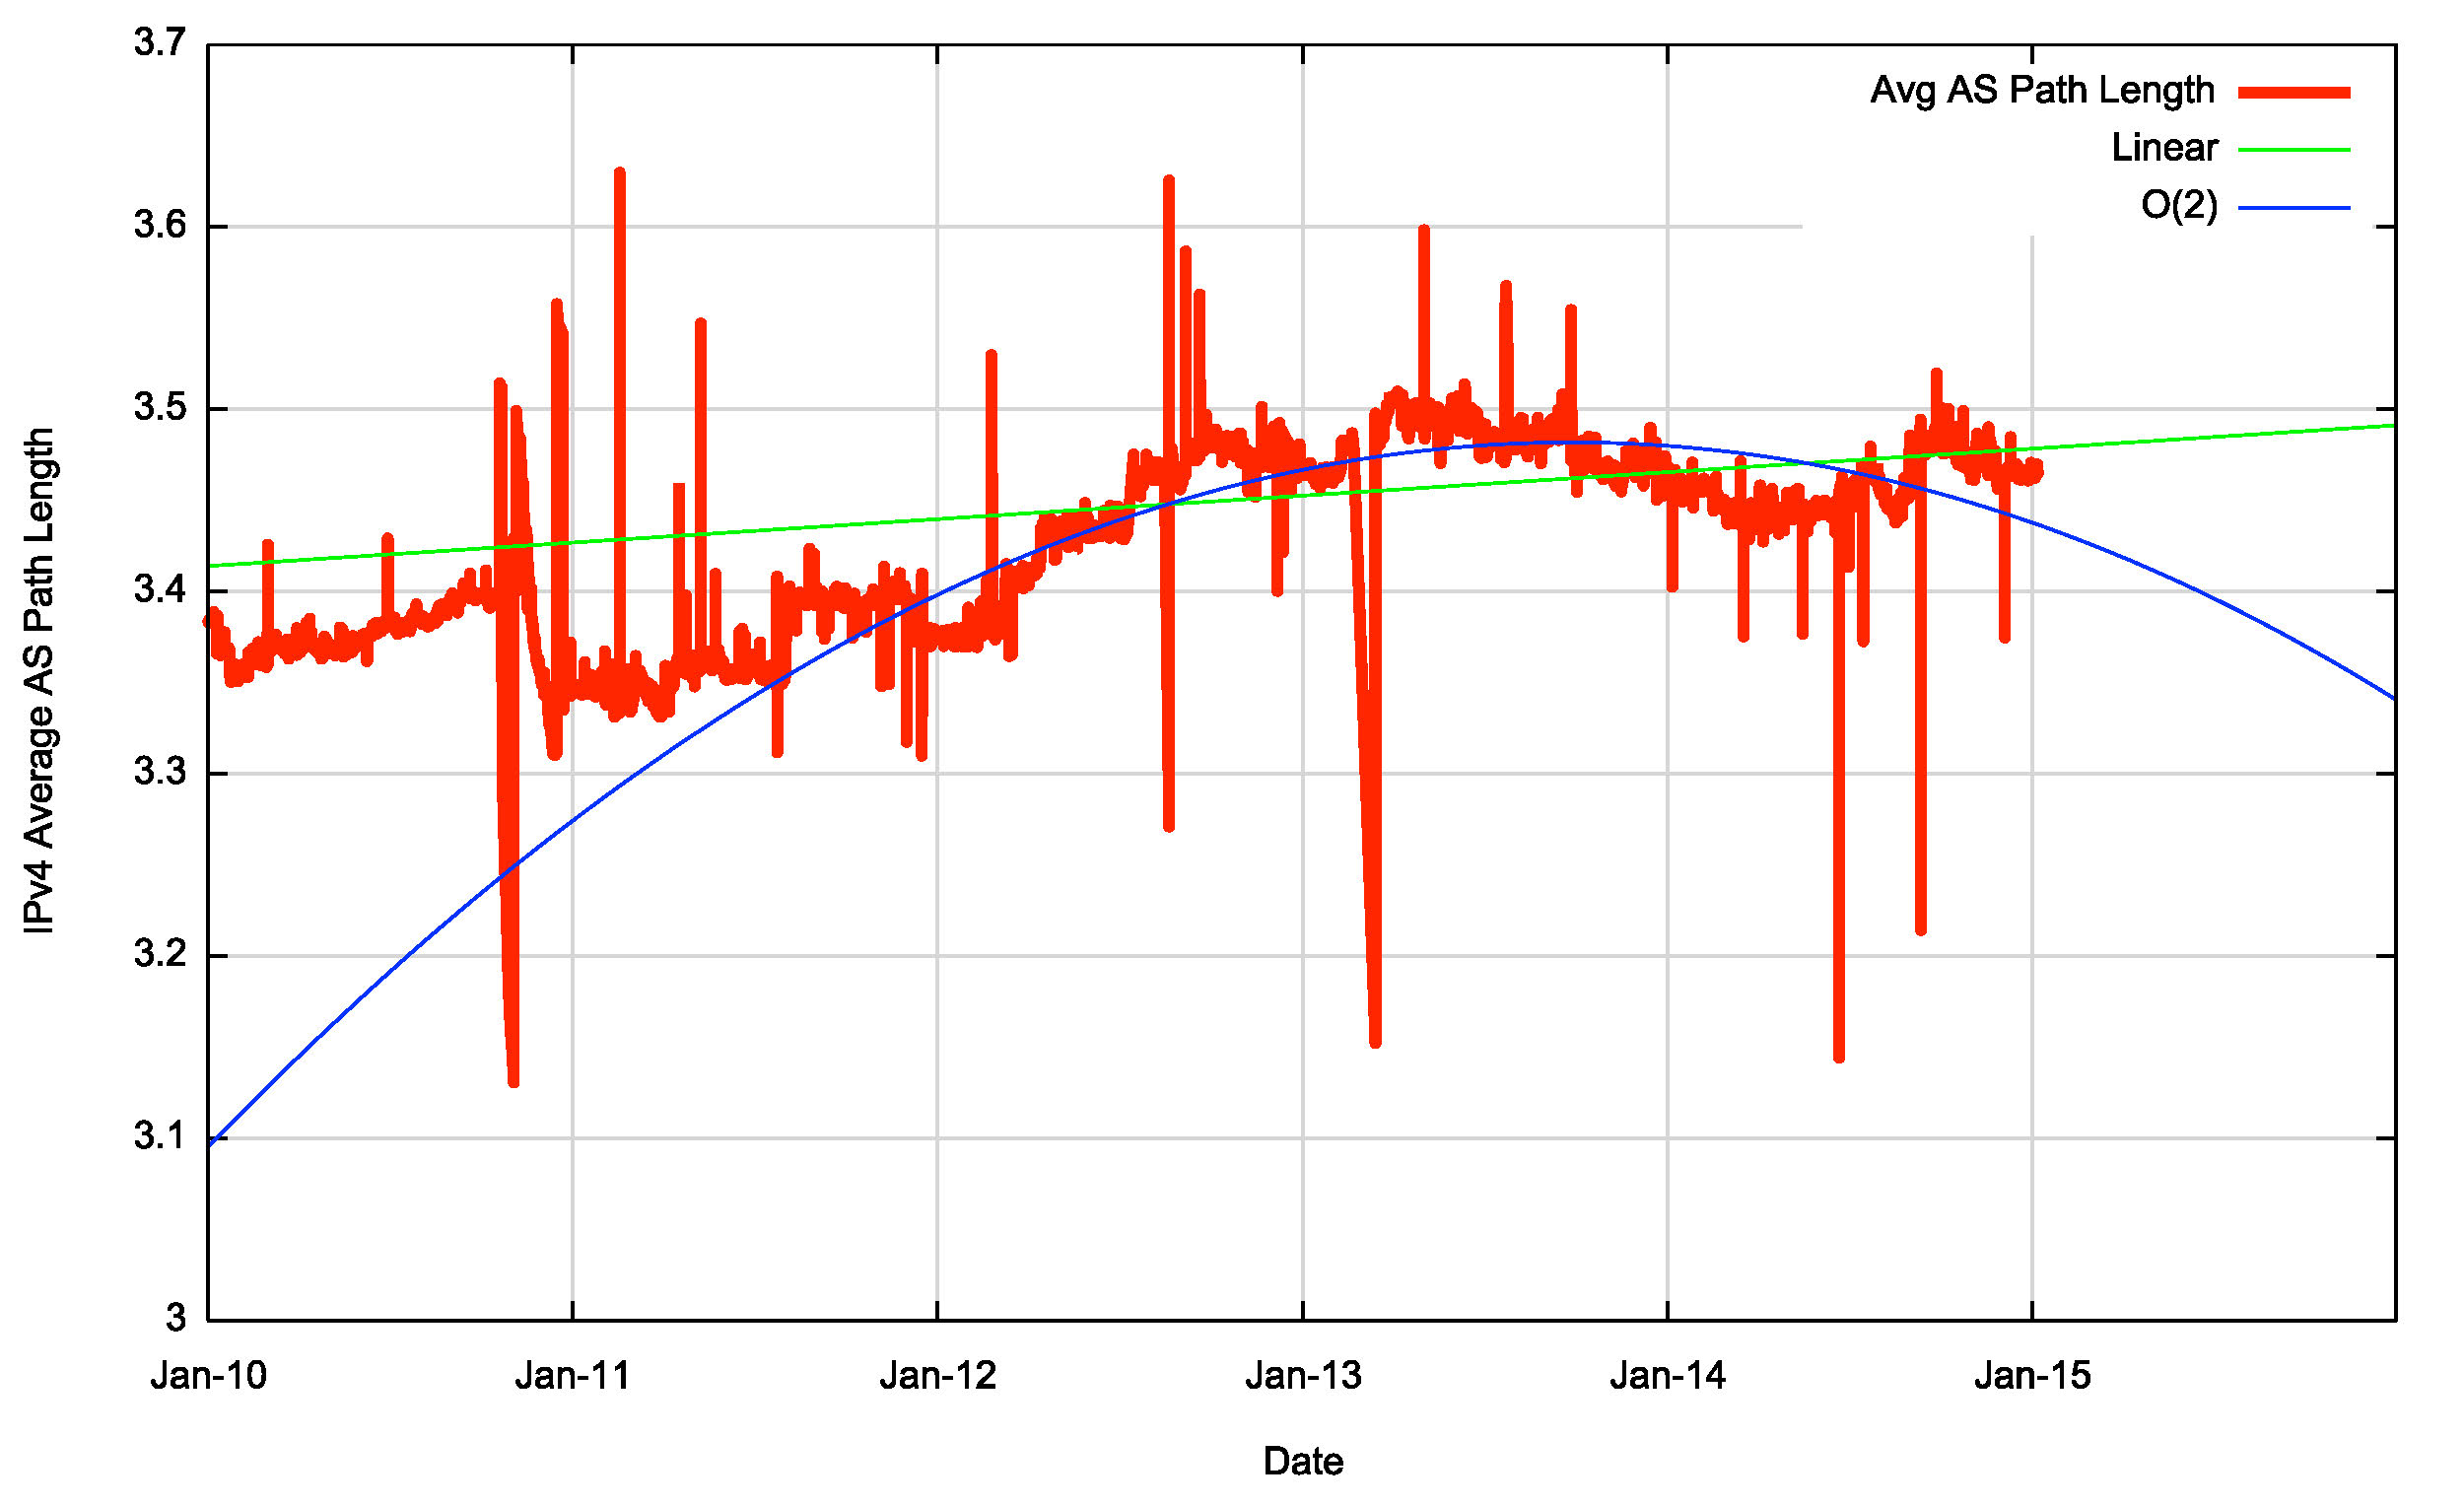 3.7
3.6
3.5
3.4
3.3
3.2
3.1
3
IPv4 Average AS Path Length
Avg AS Path Length
Linear
O(2)
Jan-10 Jan-11 Jan-12 Jan-13 Jan-14 Jan-15
Date